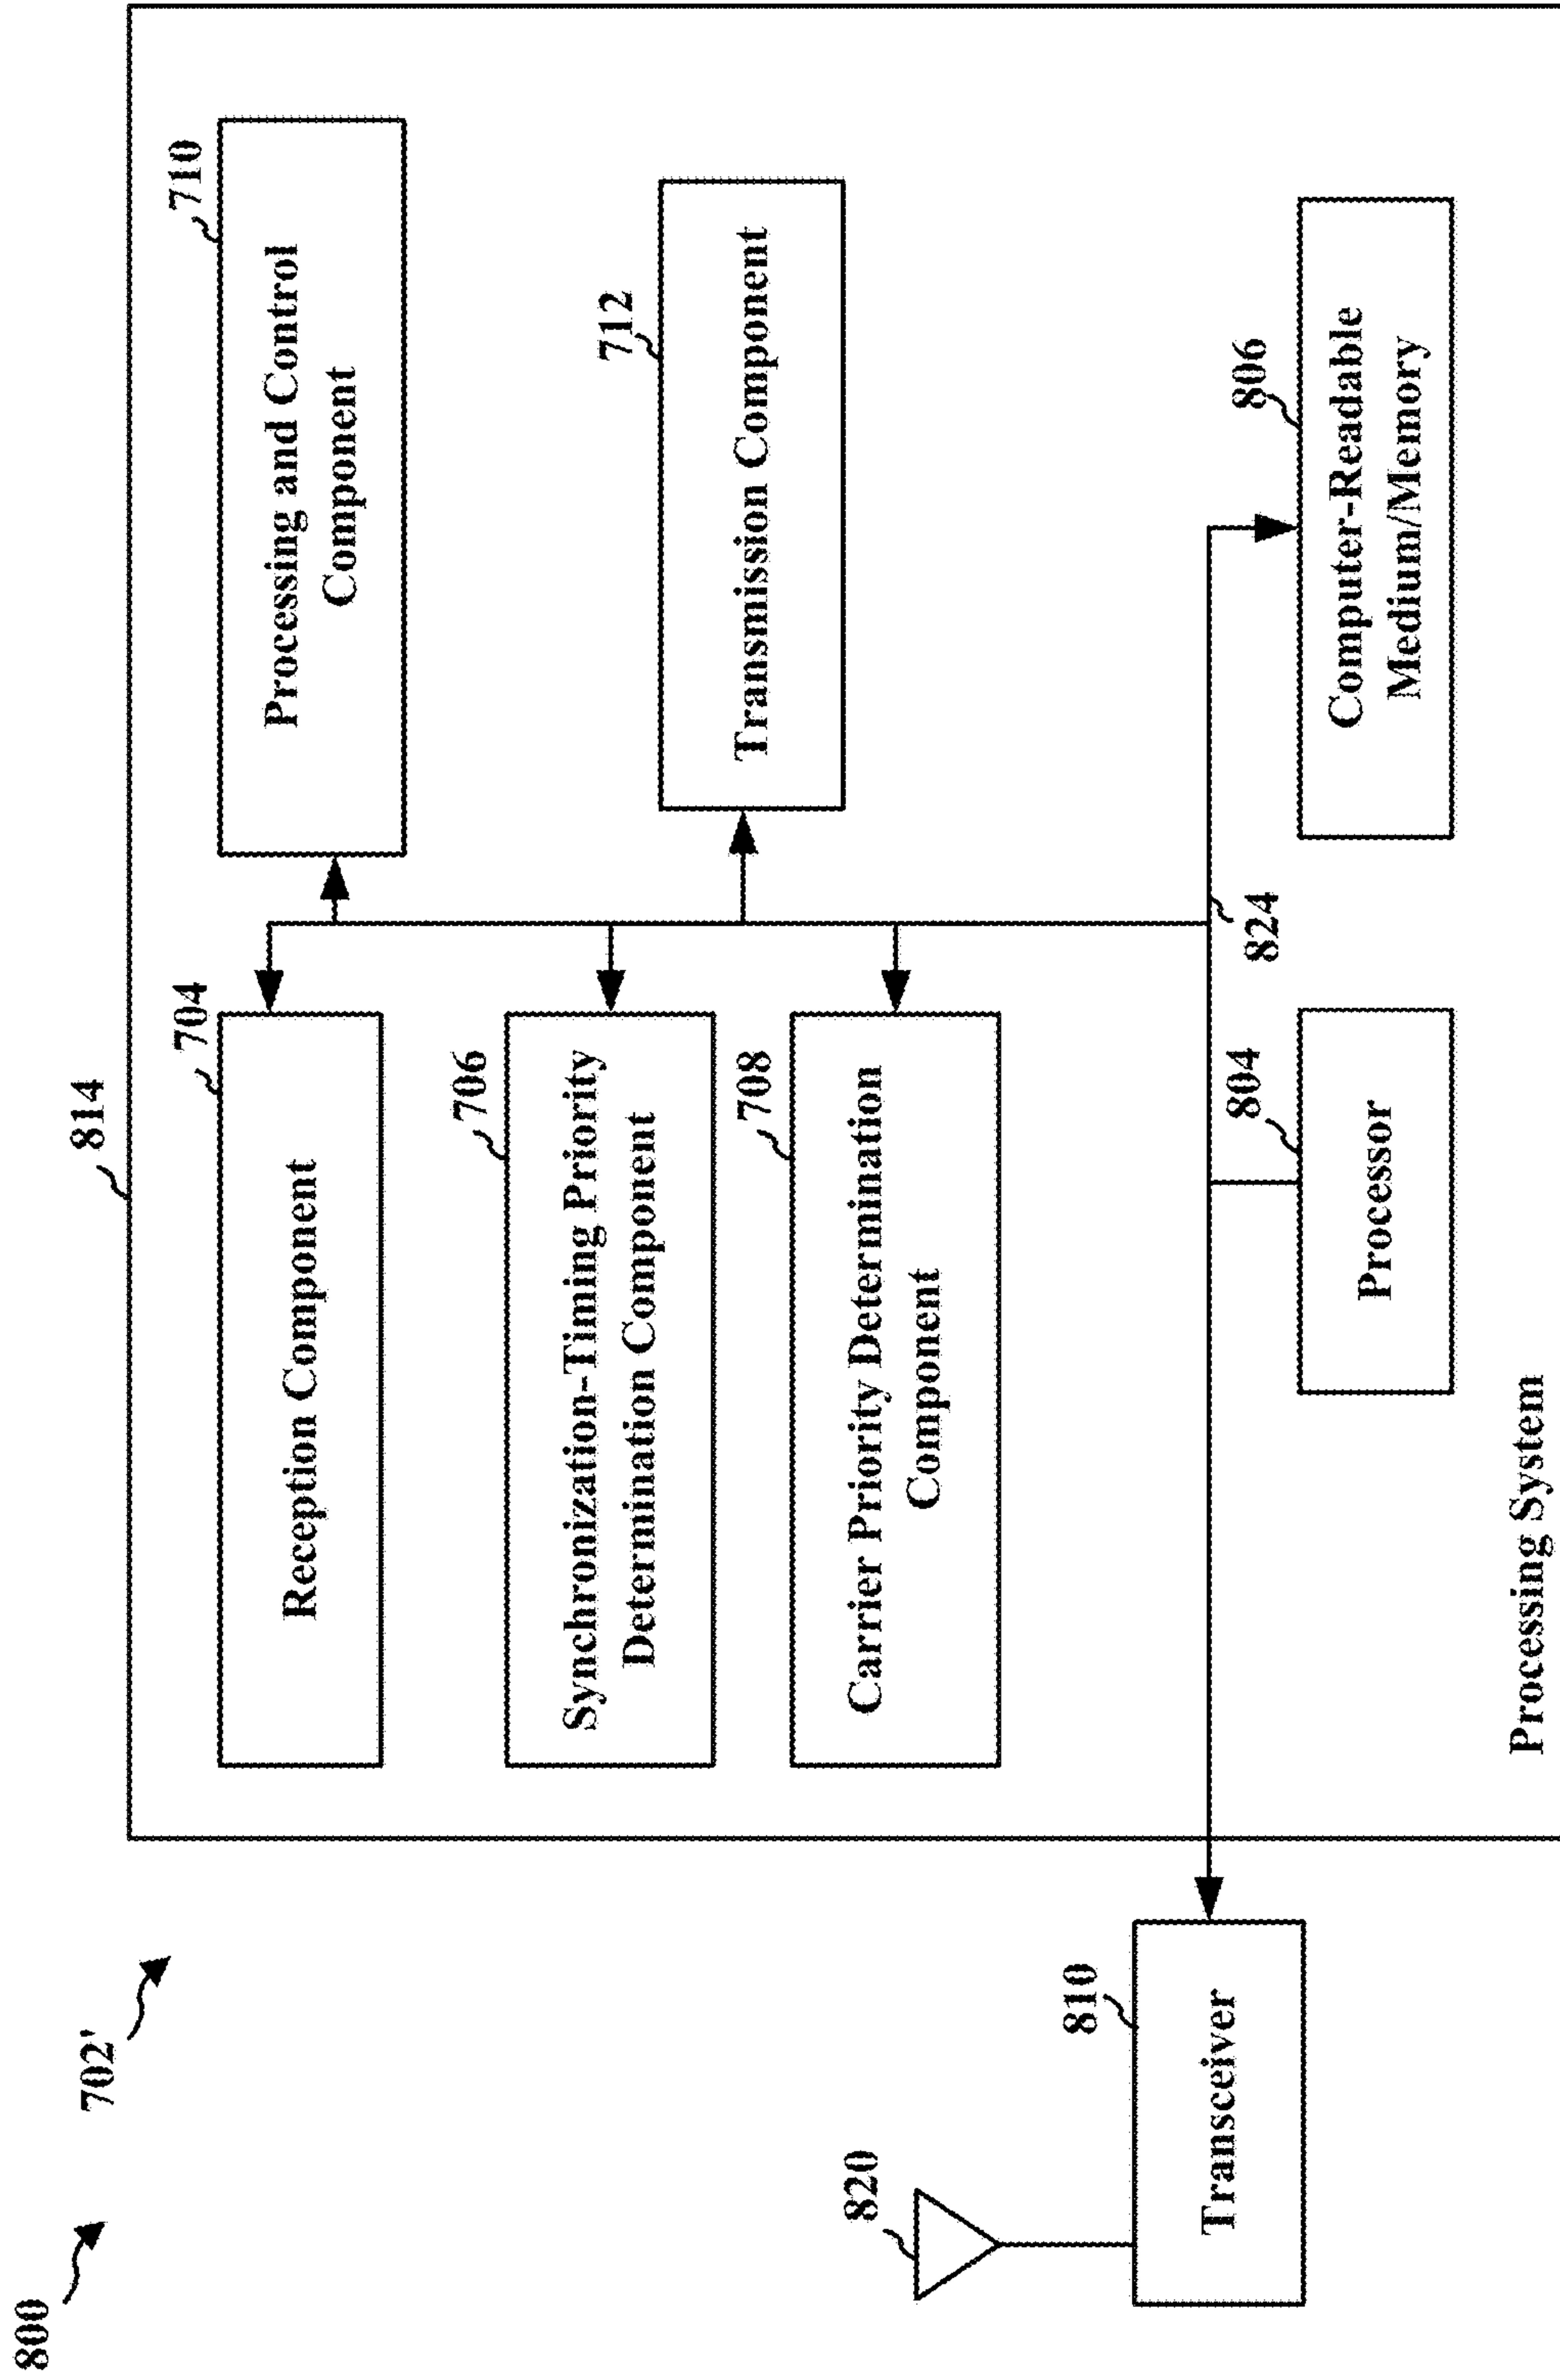 800
702'
814
704
Reception Component
710
Processing and Control
Component
706
Synchronization-Timing Priority
Determination Component
712
Transmission Component
708
Carrier Priority Determination
Component
820
810
Transceiver
824
804
Processor
806
Computer-Readable
Medium/Memory
Processing System